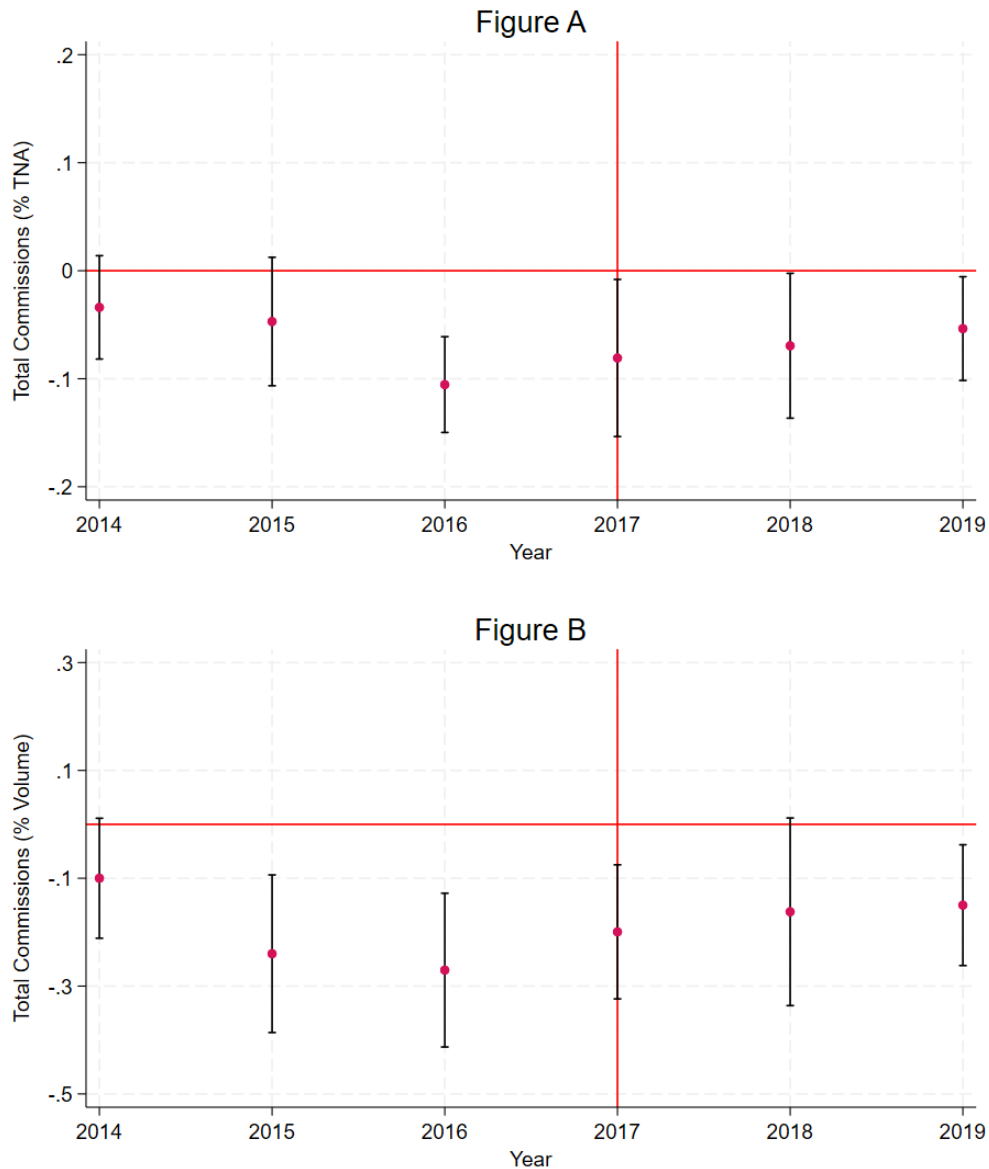 Figure A
Total Commissions (% TNA)
.2
.1
0
-.1
-.2
2014 2015 2016 2017 2018 2019
Year
Figure B
Total Commissions (% Volume)
.3
.1
-.1
-.3
-.5
2014 2015 2016 2017 2018 2019
Year